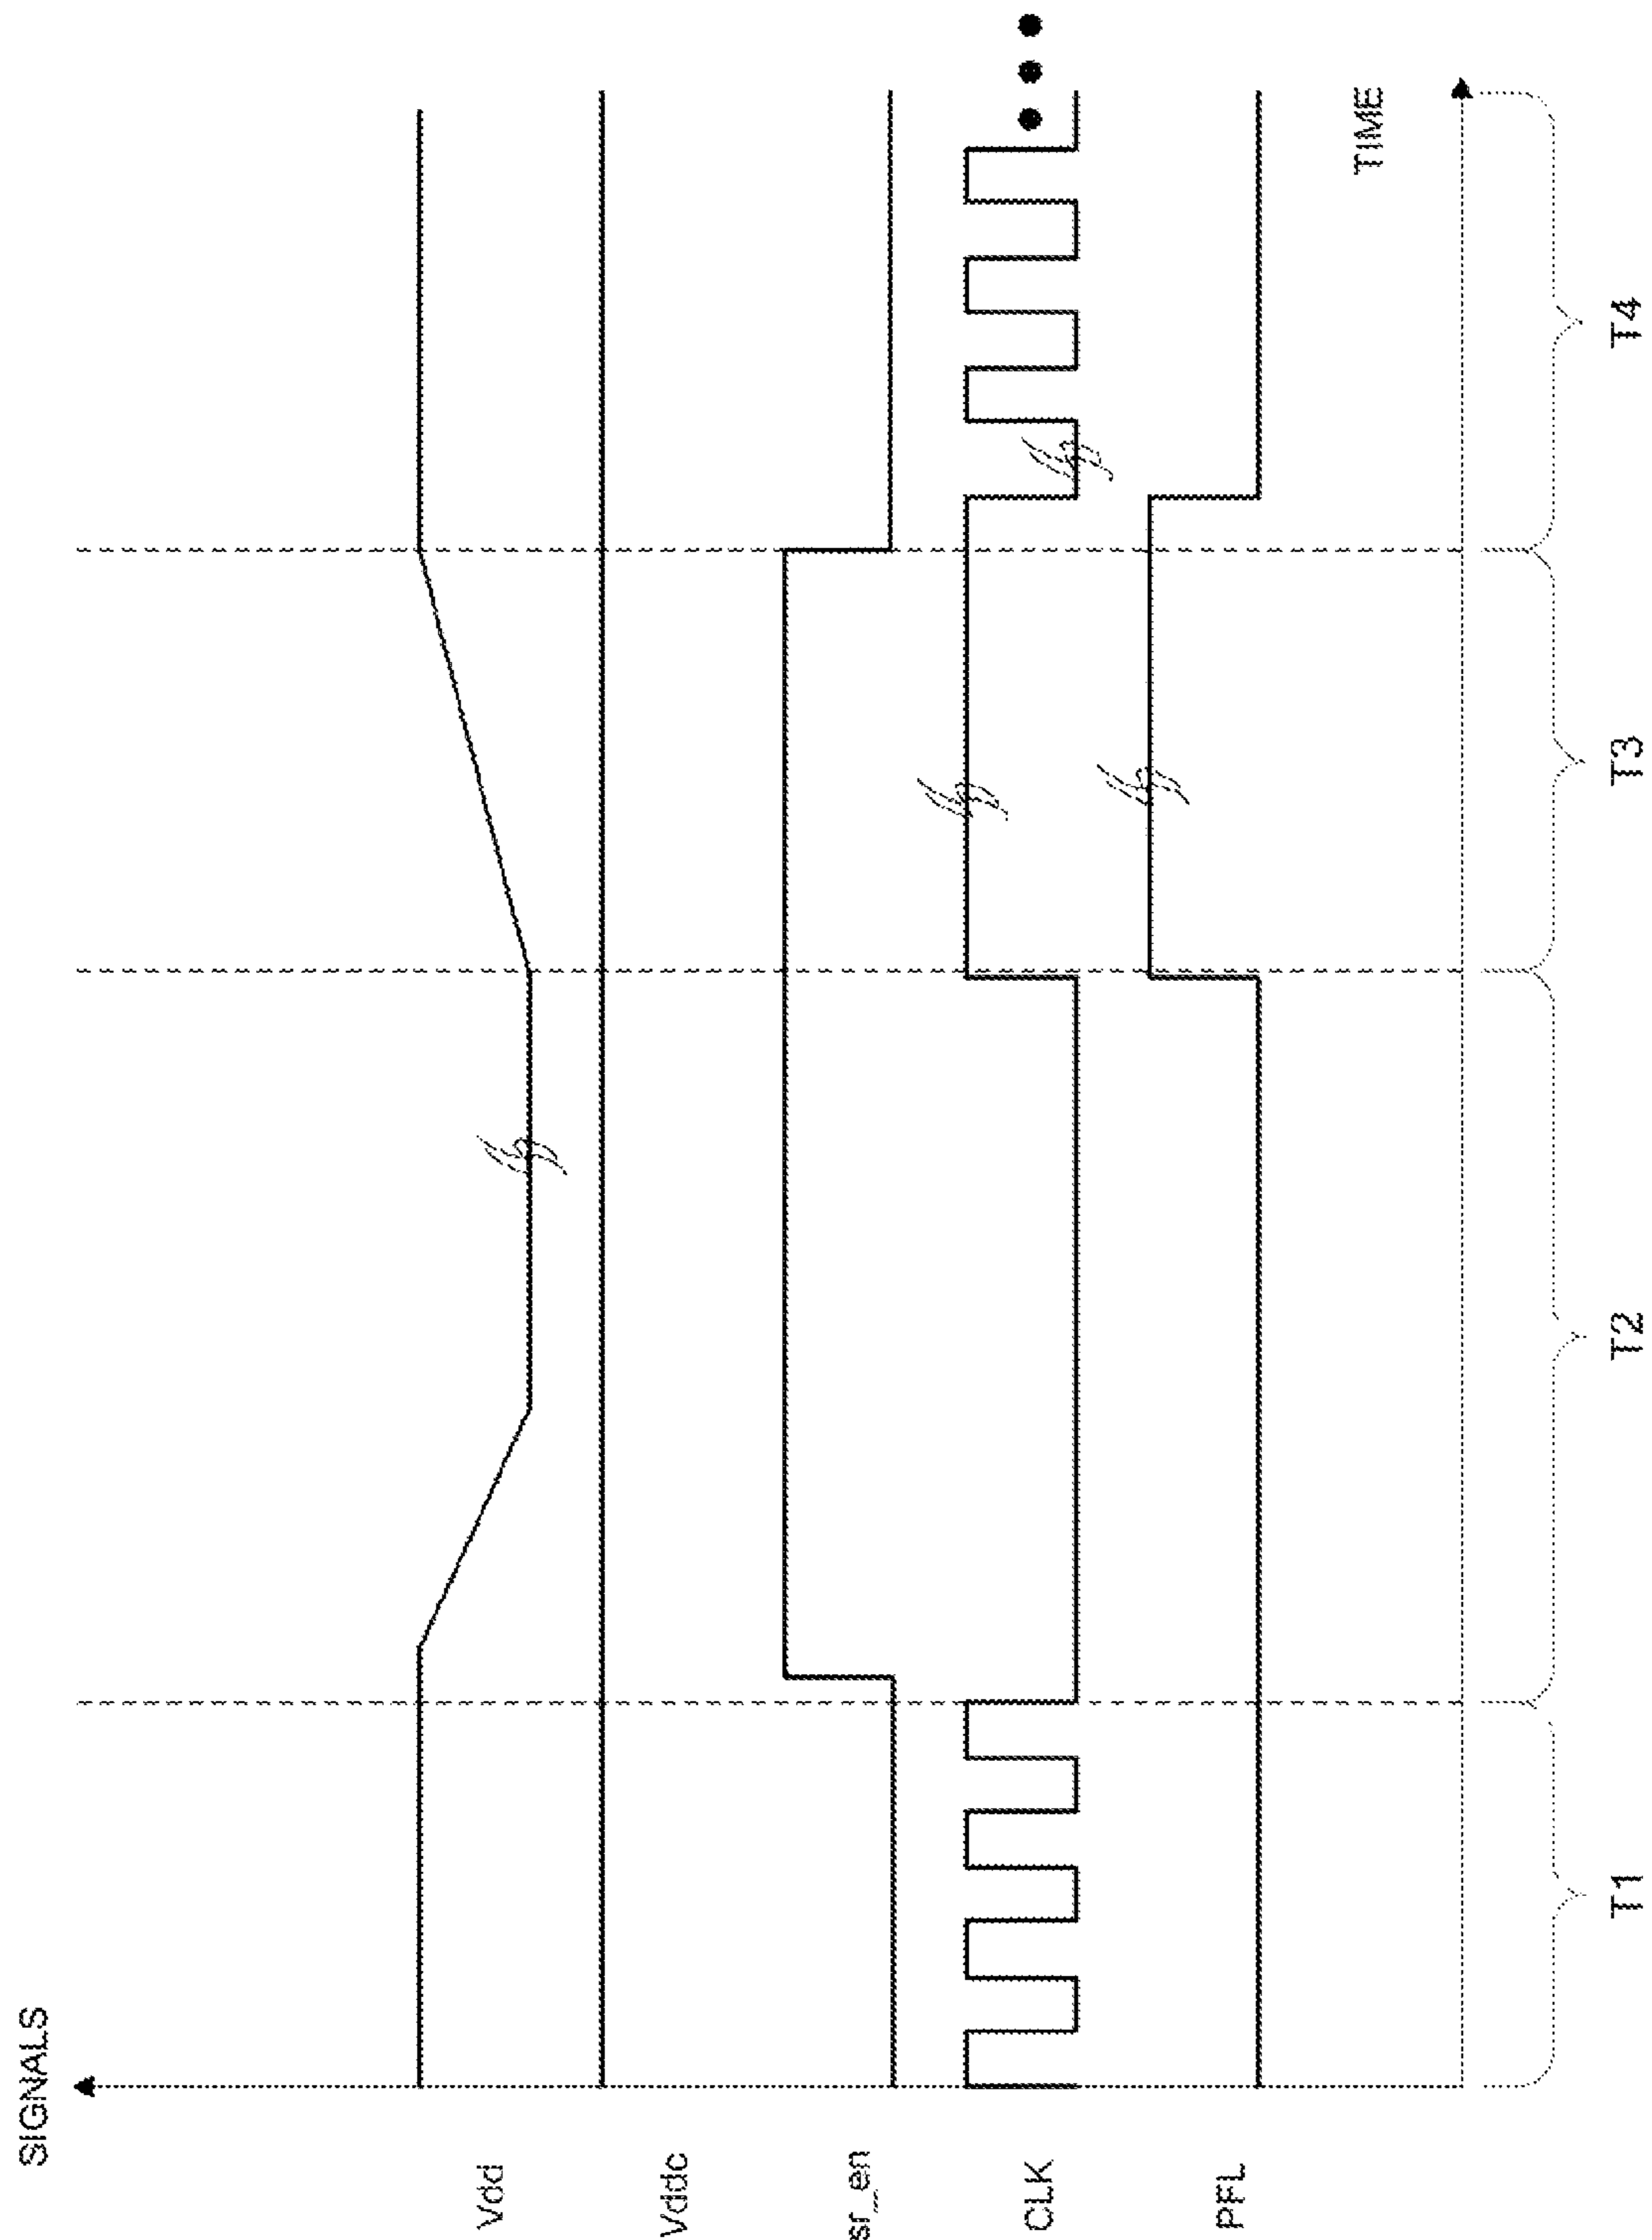 SIGNALS
Vdd
Vddc
sr_en
CLK
PFL
TIME
T1
T2
T3
T4